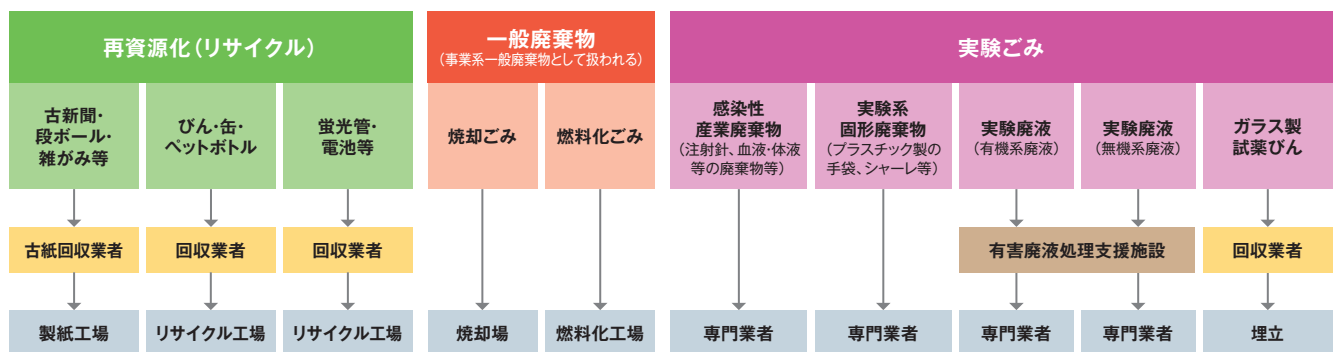 再資源化（リサイクル）
一般廃棄物
（事業系一般廃棄物として扱われる）
実験ごみ
古新聞・
段ボール・
雑がみ等
びん・缶・
ペットボトル
蛍光管・
電池等
焼却ごみ
燃料化ごみ
感染性
産業廃棄物
（注射針、血液・体液
等の廃棄物等）
実験系
固形廃棄物
（プラスチック製の
手袋、シャーレ等）
実験廃液
（有機系廃液）
実験廃液
（無機系廃液）
ガラス製
試薬びん
古紙回収業者
回収業者
回収業者
有害廃液処理支援施設
回収業者
製紙工場
リサイクル工場
リサイクル工場
焼却場
燃料化工場
専門業者
専門業者
専門業者
専門業者
埋立